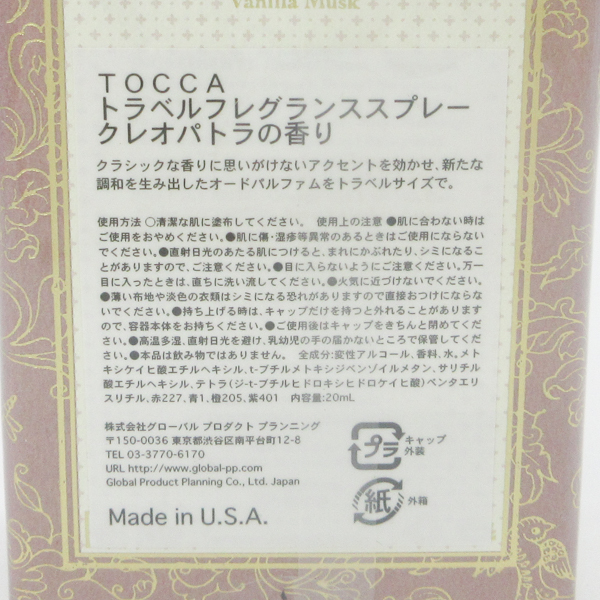 Vanilla Musk
TOCCA
トラベルフレグランススプレー
クレオパトラの香り
クラシックな香りに思いがけないアクセントを効かせ、新たな
調和を生み出したオードパルファムをトラベルサイズで。
使用方法 ○清潔な肌に塗布してください。 使用上の注意 ●肌に合わない時は
ご使用をおやめください。●肌に傷・湿疹等異常のあるときはご使用にならない
でください。●直射日光のあたる肌につけると、まれにかぶれたり、シミになるこ
とがありますので、ご注意ください。●目に入らないようにご注意ください。万一
目に入ったときは、直ちに洗い流してください。●火気に近づけないでください。
●薄い布地や淡色の衣類はシミになる恐れがありますので直接おつけにならな
いでください。●持ち上げる時は、キャップだけを持つと外れることがあります
ので、容器本体をお持ちください。●ご使用後はキャップをきちんと閉めてくださ
い。●高温多湿、直射日光を避け、乳幼児の手の届かないところで保管してくださ
い。●本品は飲み物ではありません。 全成分:変性アルコール、香料、水、メト
キシケイヒ酸エチルヘキシル、t-ブチルメトキシジベンゾイルメタン、サリチル
酸エチルヘキシル、テトラ(ジ-t-ブチルヒドロキシヒドロケイヒ酸)ペンタエリ
スリチル、赤227、青1、橙205、紫401 内容量:20mL
株式会社グローバル プロダクト プランニング
〒150-0036 東京都渋谷区南平台町12-8
TEL 03-3770-6170
URL http://www.global-pp.com/
Global Product Planning Co., Ltd. Japan
Made in U.S.A.
プラ
キャップ
外装
紙
外箱